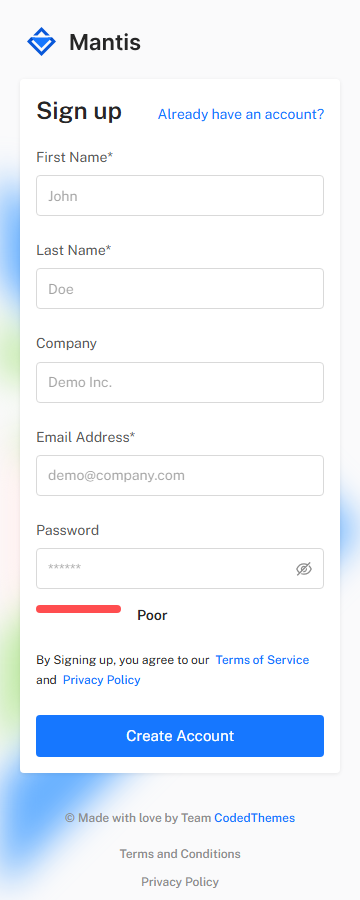 Mantis
Sign up
Already have an account?
First Name*
John
Last Name*
Doe
Company
Demo Inc.
Email Address*
demo@company.com
Password
******
Poor
By Signing up, you agree to our Terms of Service
and Privacy Policy
Create Account
© Made with love by Team CodedThemes
Terms and Conditions
Privacy Policy